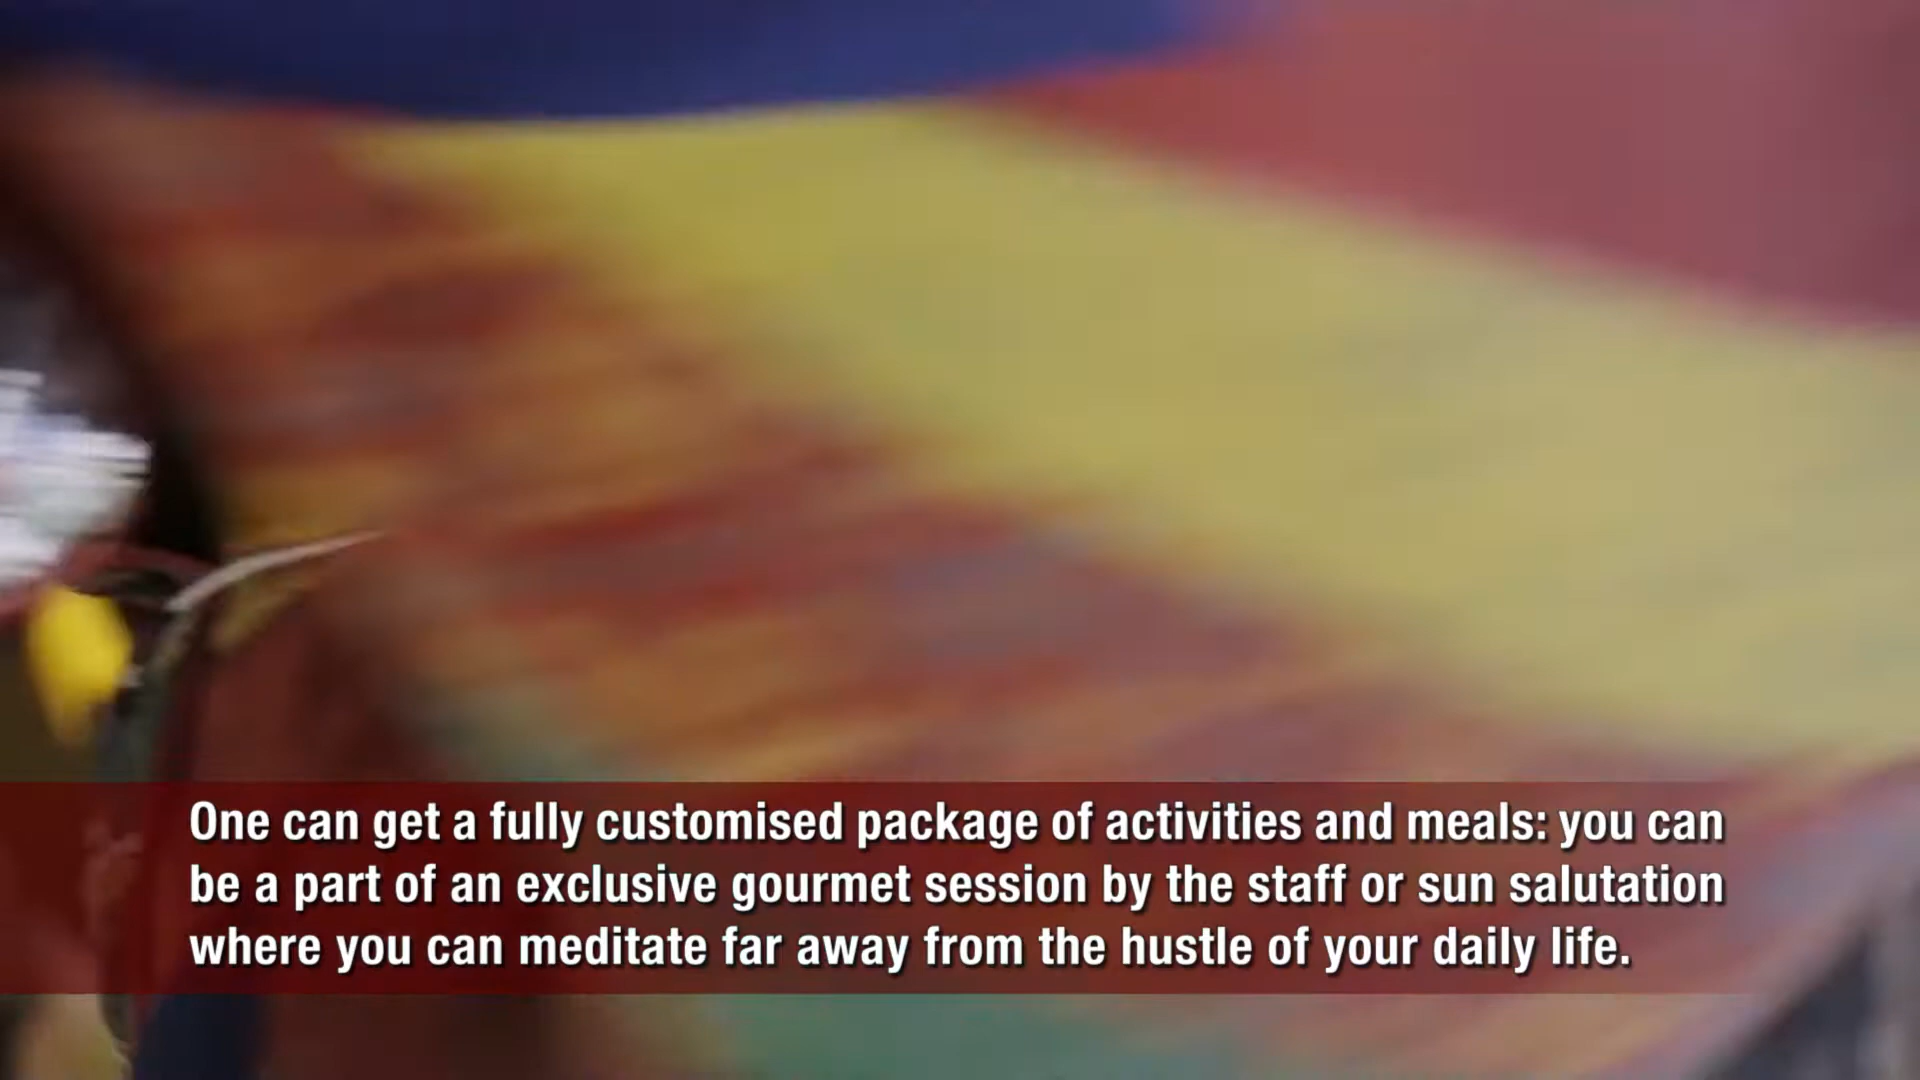 One can get a fully customised package of activities and meals: you can
be a part of an exclusive gourmet session by the staff or sun salutation
where you can meditate far away from the hustle of your daily life.